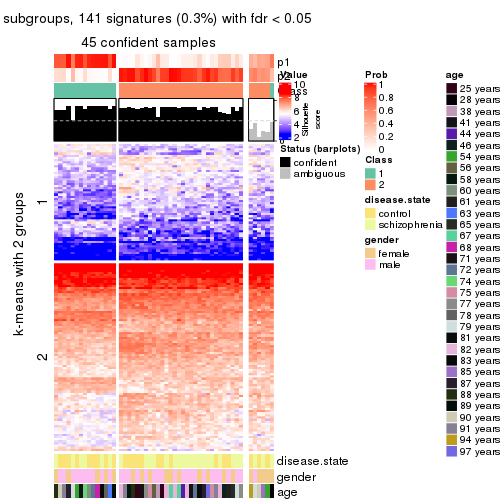 subgroups, 141 signatures (0.3%) with fdr < 0.05
45 confident samples
p1
p2
Class
Silhouette
score
k-means with 2 groups
1
2
disease.state
gender
age
Value
10
8
6
4
2
Status (barplots)
confident
ambiguous
Prob
1
0.8
0.6
0.4
0.2
0
Class
1
2
disease.state
control
schizophrenia
gender
female
male
age
25 years
28 years
38 years
41 years
44 years
46 years
54 years
56 years
58 years
60 years
61 years
63 years
65 years
67 years
68 years
71 years
72 years
74 years
75 years
77 years
78 years
79 years
81 years
82 years
83 years
85 years
87 years
88 years
89 years
90 years
91 years
94 years
97 years